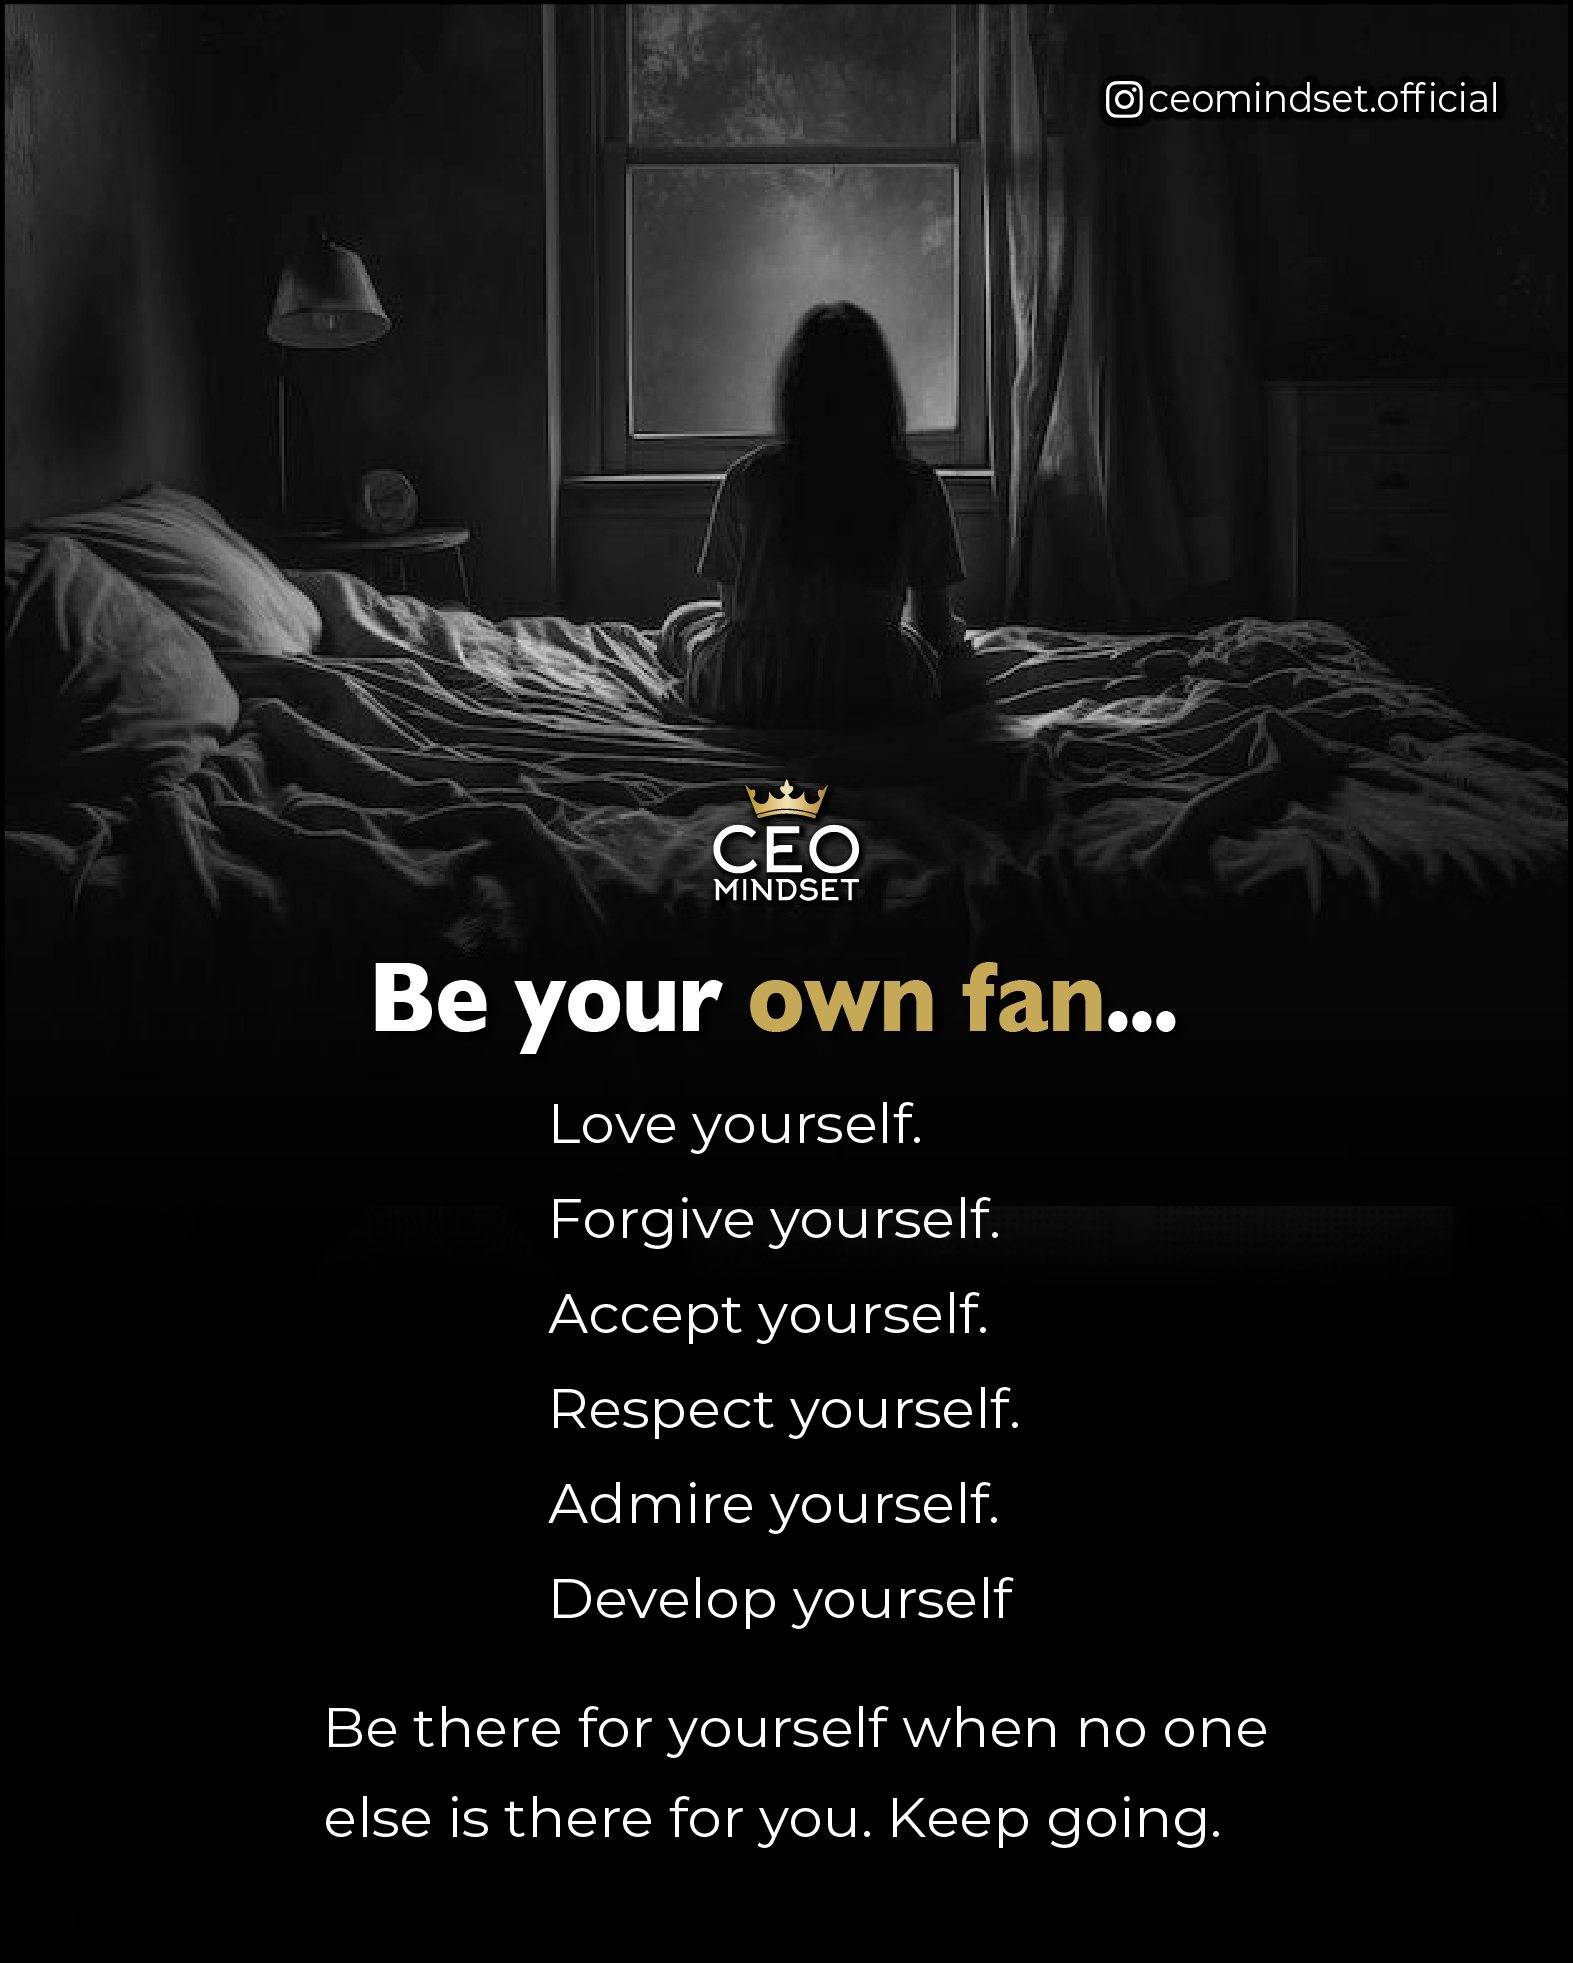 ceomindset.official
CEO
MINDSET
Be your own fan...
Love yourself.
Forgive yourself.
Accept yourself.
Respect yourself.
Admire yourself.
Develop yourself
Be there for yourself when no one
else is there for you. Keep going.